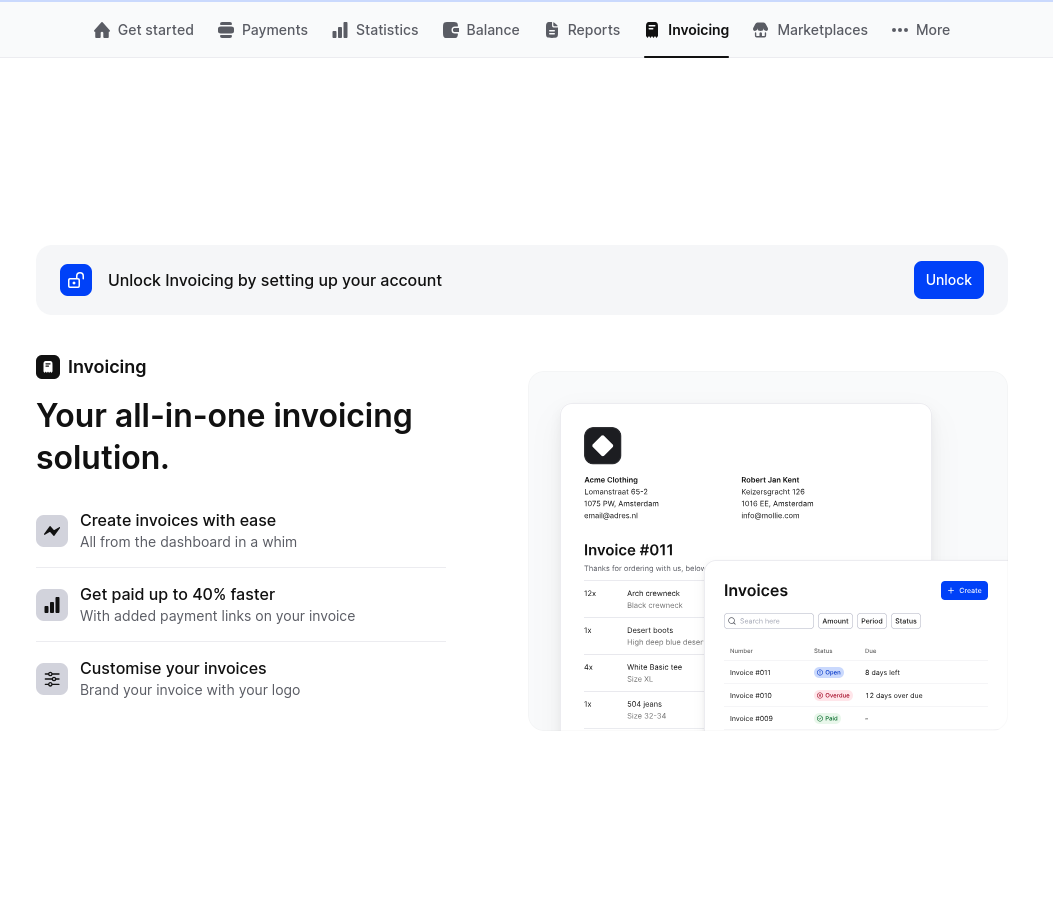 Get started Payments Statistics Balance Reports Invoicing Marketplaces More
Unlock Invoicing by setting up your account
Unlock
Invoicing
Your all-in-one invoicing
solution.
Create invoices with ease
All from the dashboard in a whim
Get paid up to 40% faster
With added payment links on your invoice
Customise your invoices
Brand your invoice with your logo
Acme Clothing
Lomanstraat 65-2
1075 PW, Amsterdam
email@adres.nl
Robert Jan Kent
Keizersgracht 126
1016 EE, Amsterdam
info@mollie.com
Invoice #011
Thanks for ordering with us, below
12x Arch crewneck
Black crewneck
1x Desert boots
High deep blue deser
4x White Basic tee
Size XL
1x 504 jeans
Size 32-34
Invoices
Create
Search here Amount Period Status
Number Status Due
Invoice #011 Open 8 days left
Invoice #010 Overdue 12 days over due
Invoice #009 Paid -